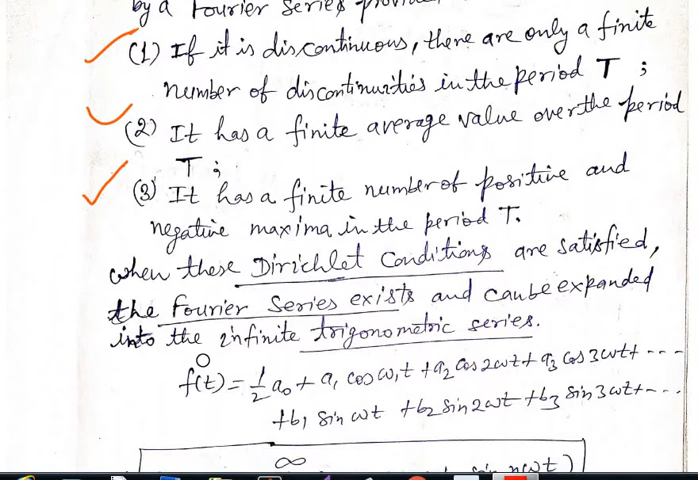 by a Fourier Series
(1) If it is discontinuous, there are only a finite
number of discontinuities in the period T ;
(2) It has a finite average value over the period
T ;
(3) It has a finite number of positive and
negative maxima in the period T.
when these Dirichlet Conditions are satisfied,
the Fourier Series exists and can be expanded
into the infinite trigonometric series.
f(t) = 1/2 a₀ + a₁ cos ω₁t + a₂ cos 2ωt + a₃ cos 3ωt + ----
+ b₁ sin ωt + b₂ sin 2ωt + b₃ sin 3ωt + ----
∞
sin nωt)